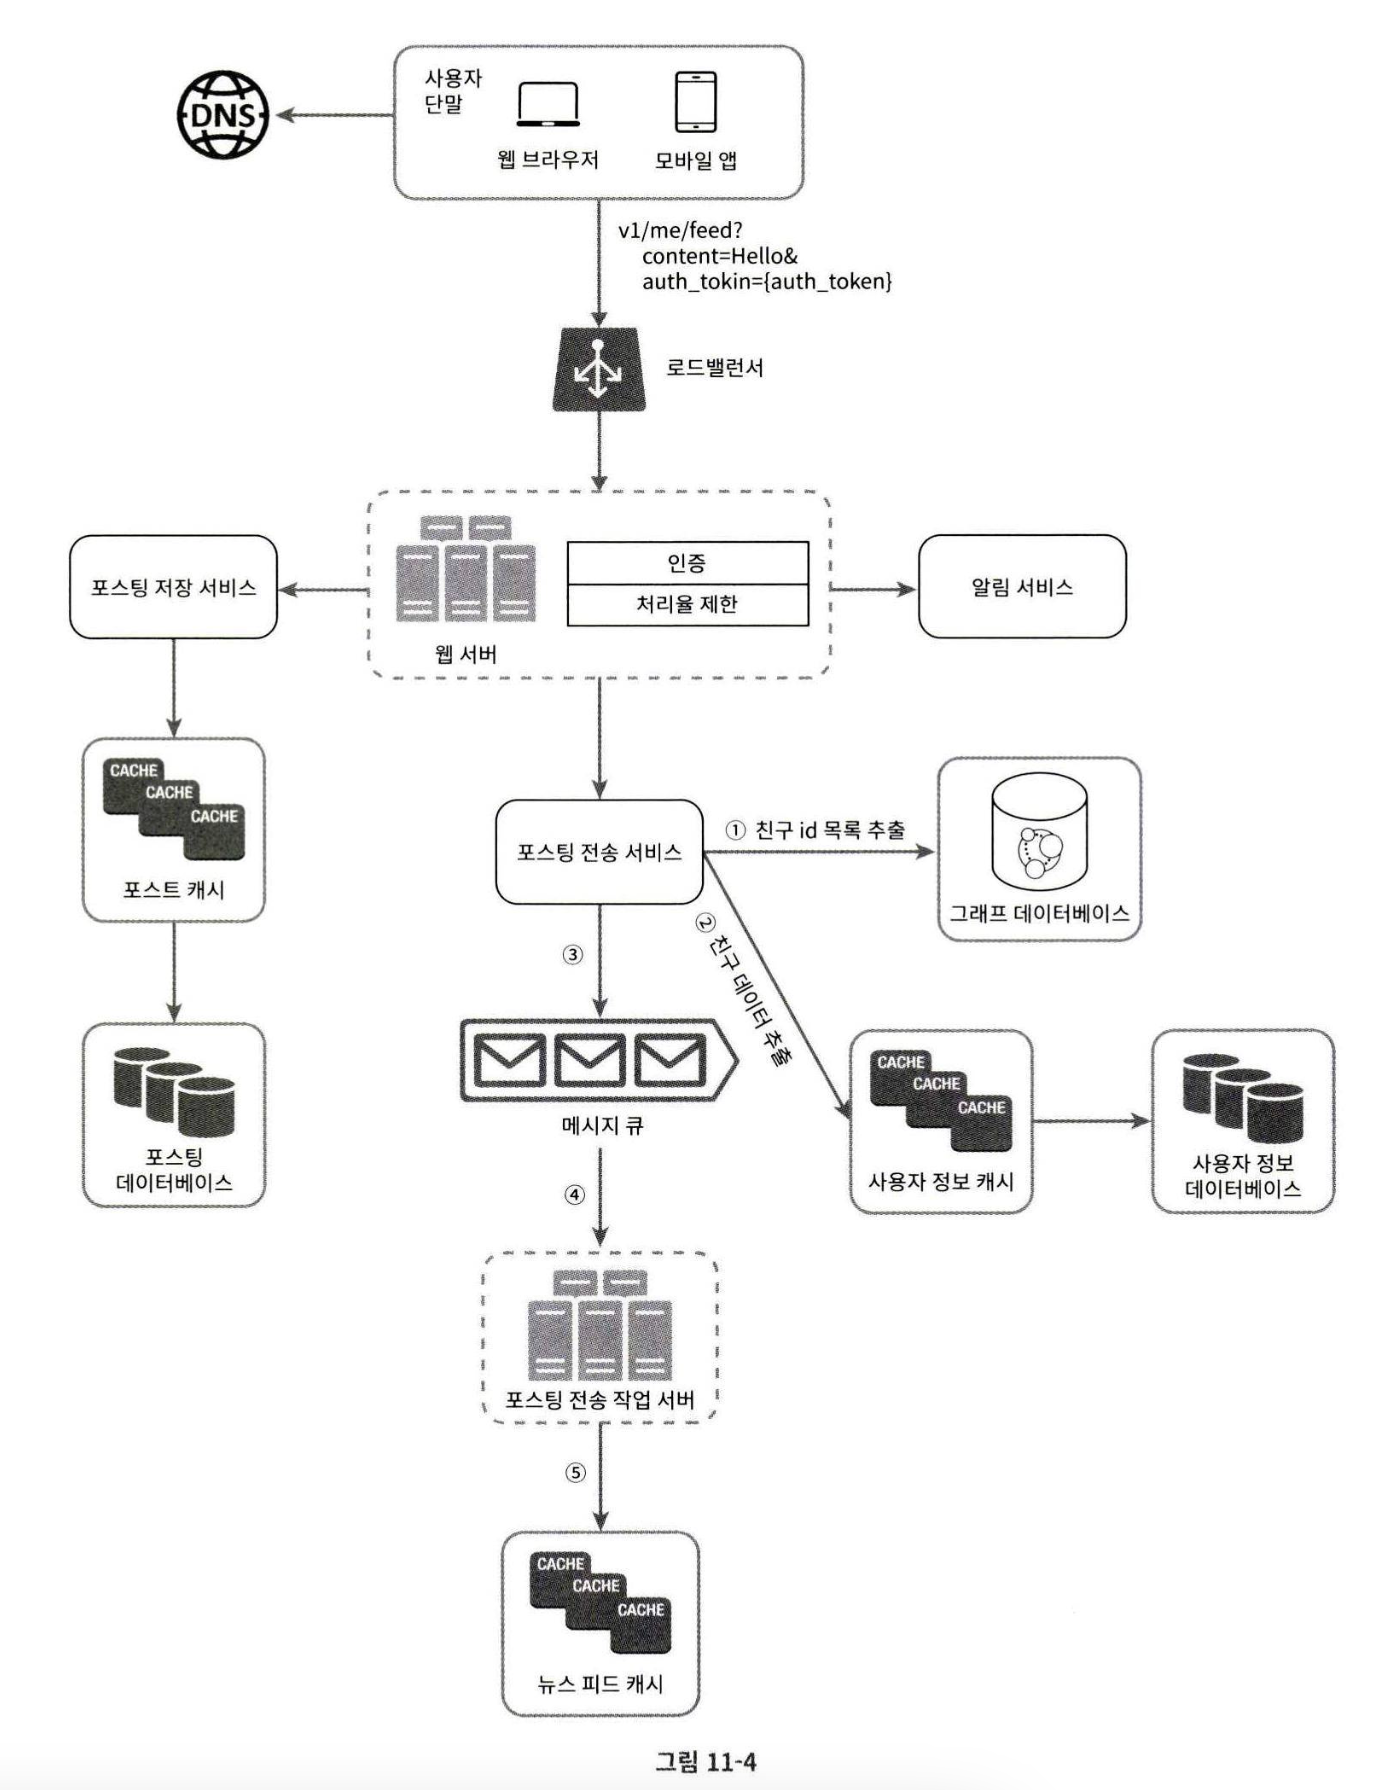 DNS
사용자
단말
웹 브라우저
모바일 앱
v1/me/feed?
content=Hello&
auth_tokin={auth_token}
로드밸런서
포스팅 저장 서비스
인증
처리율 제한
웹 서버
알림 서비스
CACHE
CACHE
CACHE
포스트 캐시
포스팅 전송 서비스
① 친구 id 목록 추출
그래프 데이터베이스
② 친구 데이터 추출
③
메시지 큐
포스팅
데이터베이스
CACHE
CACHE
CACHE
사용자 정보 캐시
사용자 정보
데이터베이스
④
포스팅 전송 작업 서버
⑤
CACHE
CACHE
CACHE
뉴스 피드 캐시
그림 11-4